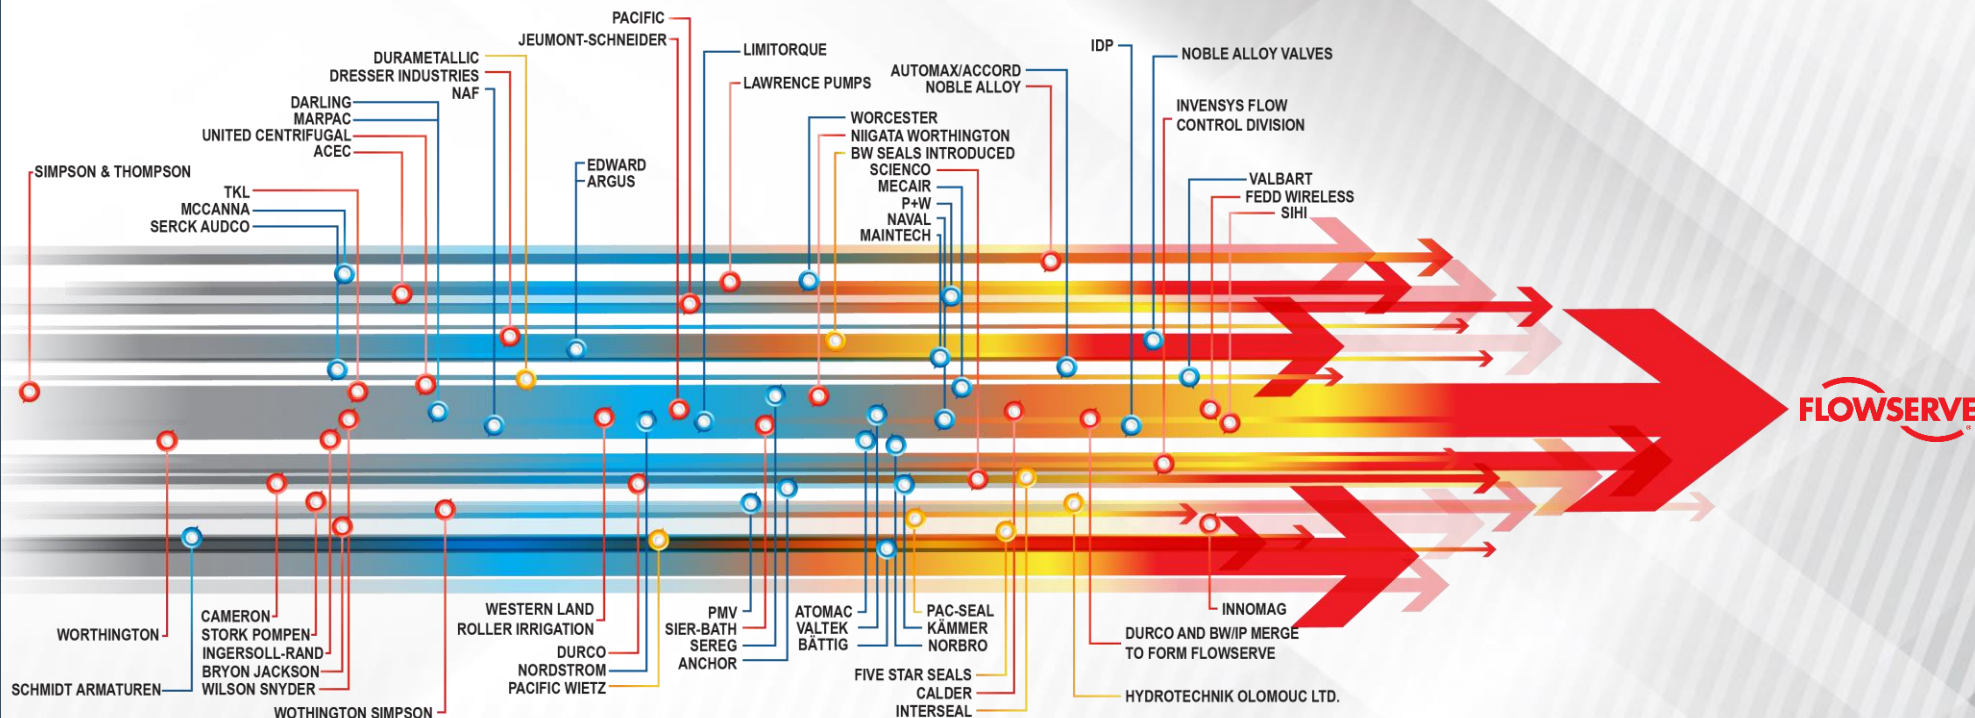 PACIFIC
JEUMONT-SCHNEIDER
DURAMETALLIC
DRESSER INDUSTRIES
NAF
DARLING
MARPAC
UNITED CENTRIFUGAL
ACEC
SIMPSON & THOMPSON
TKL
MCCANNA
SERCK AUDCO
EDWARD
ARGUS
LIMITORQUE
LAWRENCE PUMPS
AUTOMAX/ACCORD
NOBLE ALLOY
WORCESTER
NIIGATA WORTHINGTON
BW SEALS INTRODUCED
SCIENCO
MECAIR
P+W
NAVAL
MAINTECH
IDP
NOBLE ALLOY VALVES
INVENSYS FLOW
CONTROL DIVISION
VALBART
FEDD WIRELESS
SIHI
FLOWSERVE
®
WORTHINGTON
SCHMIDT ARMATUREN
CAMERON
STORK POMPEN
INGERSOLL-RAND
BRYON JACKSON
WILSON SNYDER
WOTHINGTON SIMPSON
WESTERN LAND
ROLLER IRRIGATION
DURCO
NORDSTROM
PACIFIC WIETZ
PMV
SIER-BATH
SEREG
ANCHOR
ATOMAC
VALTEK
BÄTTIG
PAC-SEAL
KÄMMER
NORBRO
FIVE STAR SEALS
CALDER
INTERSEAL
INNOMAG
DURCO AND BW/IP MERGE
TO FORM FLOWSERVE
HYDROTECHNIK OLOMOUC LTD.